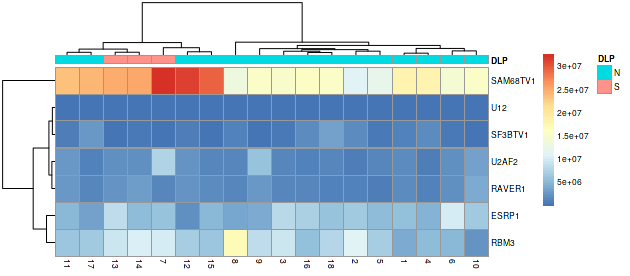 DLP
DLP
N
S
SAM68TV1
U12
SF3BTV1
U2AF2
RAVER1
ESRP1
RBM3
3e+07
2.5e+07
2e+07
1.5e+07
1e+07
5e+06
11 17 13 14 7 12 15 8 9 3 16 18 2 5 1 4 6 10